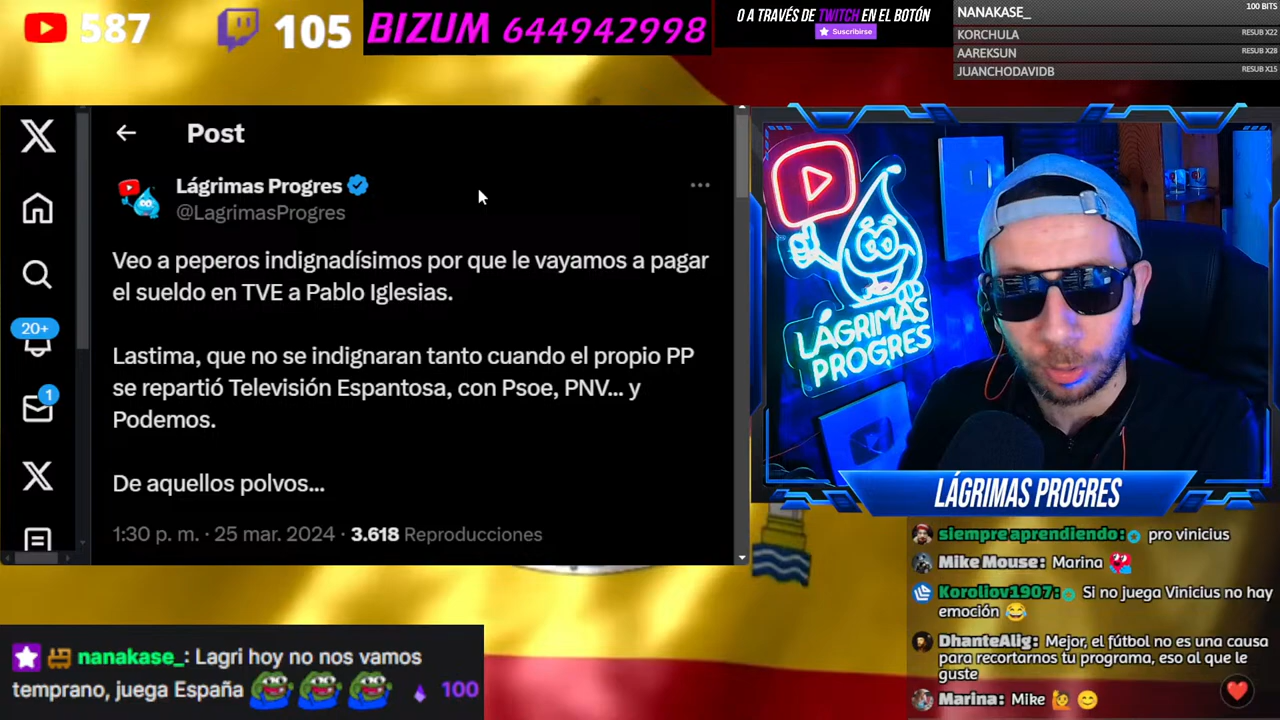 587
105
BIZUM 644942998
O A TRAVÉS DE TWITCH EN EL BOTÓN
Suscribirse
NANAKASE_ 100 BITS
KORCHULA RESUB X22
AAREKSUN RESUB X28
JUANCHODAVIDB RESUB X15
Post
Lágrimas Progres
@LagrimasProgres
Veo a peperos indignadísimos por que le vayamos a pagar
el sueldo en TVE a Pablo Iglesias.
Lastima, que no se indignaran tanto cuando el propio PP
se repartió Televisión Espantosa, con Psoe, PNV... y
Podemos.
De aquellos polvos...
1:30 p. m. · 25 mar. 2024 · 3.618 Reproducciones
20+
1
LÁGRIMAS
PROGRES
LÁGRIMAS PROGRES
siempre aprendiendo: pro vinicius
Mike Mouse: Marina
Koroliov1907: Si no juega Vinicius no hay
emoción
DhanteAlig: Mejor, el fútbol no es una causa
para recortarnos tu programa, eso al que le
guste
Marina: Mike
nanakase_: Lagri hoy no nos vamos
temprano, juega España 100